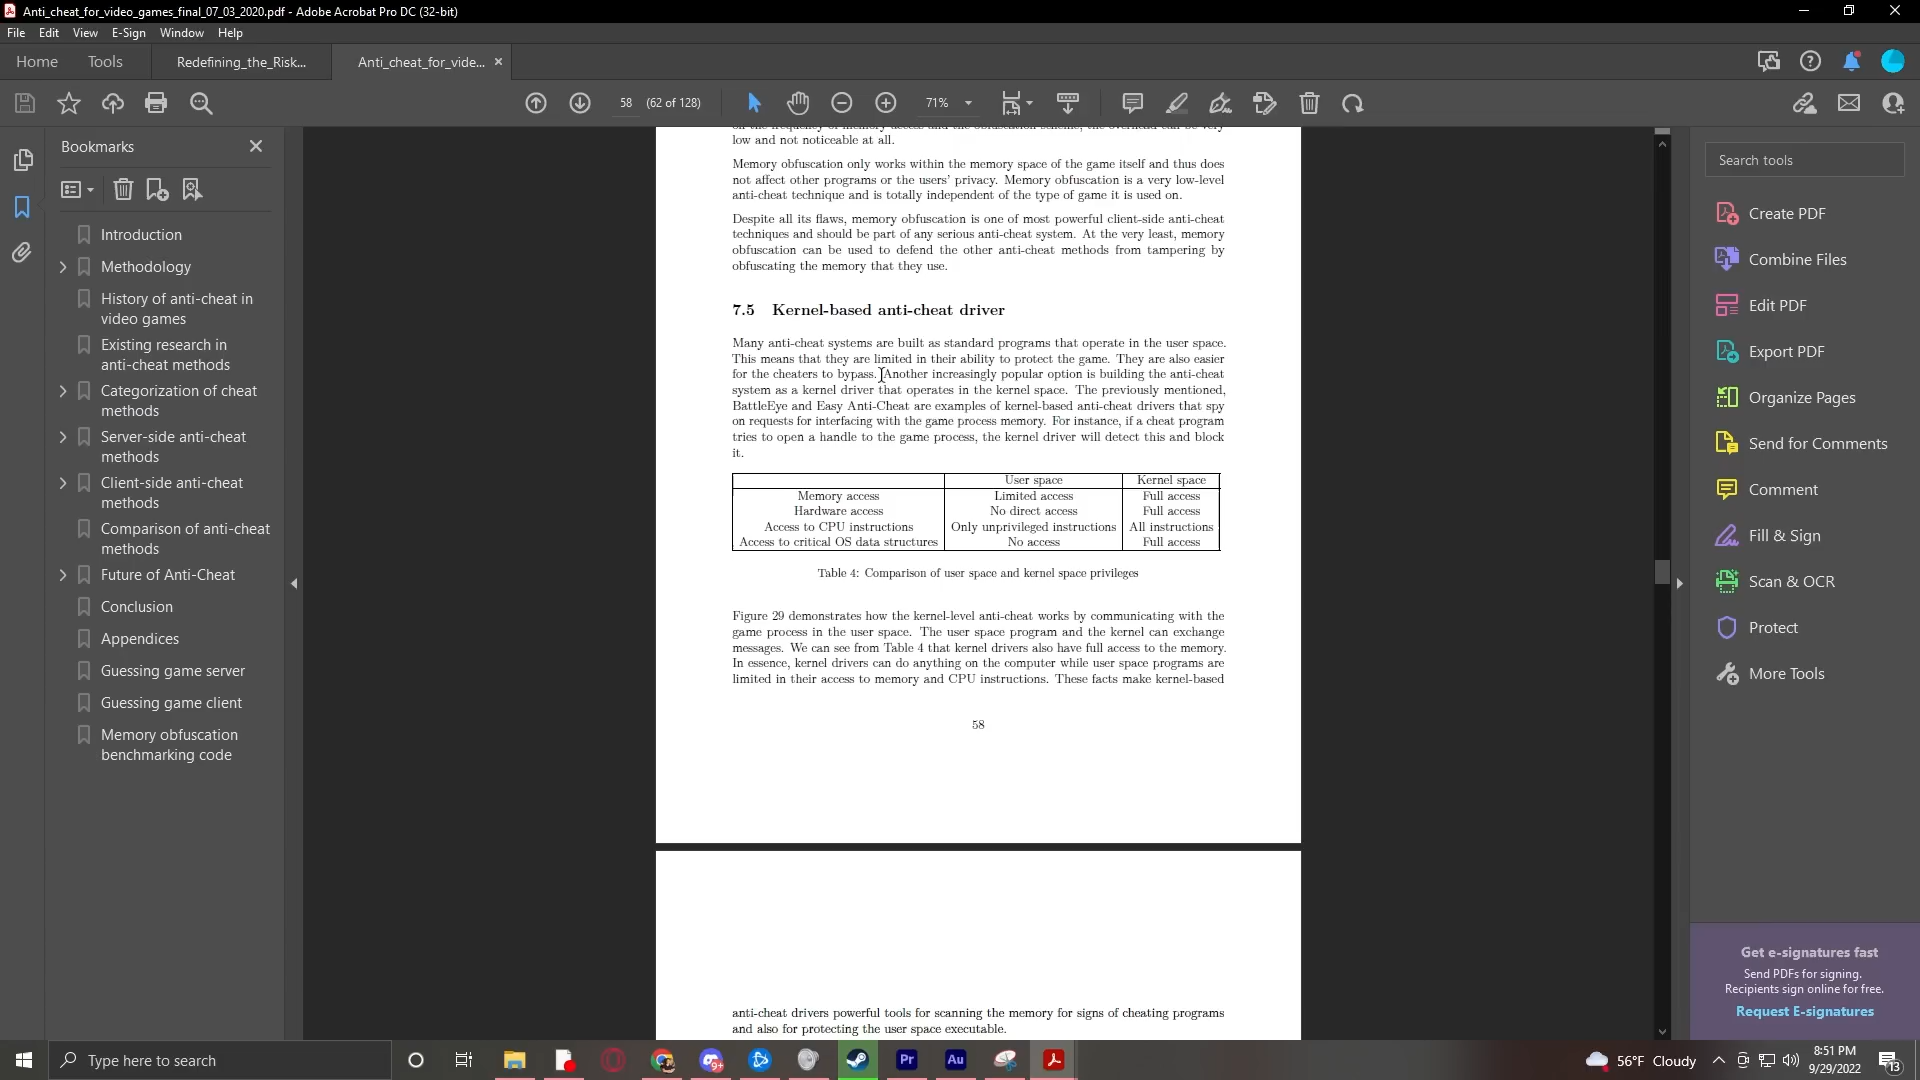 Anti_cheat_for_video_games_final_07_03_2020.pdf - Adobe Acrobat Pro DC (32-bit)
File Edit View E-Sign Window Help
Home Tools Redefining_the_Risk... Anti_cheat_for_vide... ×
58 (62 of 128) 71%
Bookmarks
Introduction
Methodology
History of anti-cheat in
video games
Existing research in
anti-cheat methods
Categorization of cheat
methods
Server-side anti-cheat
methods
Client-side anti-cheat
methods
Comparison of anti-cheat
methods
Future of Anti-Cheat
Conclusion
Appendices
Guessing game server
Guessing game client
Memory obfuscation
benchmarking code
on the frequency of memory access and the obfuscation scheme, the overhead can be very
low and not noticeable at all.
Memory obfuscation only works within the memory space of the game itself and thus does
not affect other programs or the users' privacy. Memory obfuscation is a very low-level
anti-cheat technique and is totally independent of the type of game it is used on.
Despite all its flaws, memory obfuscation is one of most powerful client-side anti-cheat
techniques and should be part of any serious anti-cheat system. At the very least, memory
obfuscation can be used to defend the other anti-cheat methods from tampering by
obfuscating the memory that they use.
7.5 Kernel-based anti-cheat driver
Many anti-cheat systems are built as standard programs that operate in the user space.
This means that they are limited in their ability to protect the game. They are also easier
for the cheaters to bypass. Another increasingly popular option is building the anti-cheat
system as a kernel driver that operates in the kernel space. The previously mentioned,
BattleEye and Easy Anti-Cheat are examples of kernel-based anti-cheat drivers that spy
on requests for interfacing with the game process memory. For instance, if a cheat program
tries to open a handle to the game process, the kernel driver will detect this and block
it.
User space Kernel space
Memory access Limited access Full access
Hardware access No direct access Full access
Access to CPU instructions Only unprivileged instructions All instructions
Access to critical OS data structures No access Full access
Table 4: Comparison of user space and kernel space privileges
Figure 29 demonstrates how the kernel-level anti-cheat works by communicating with the
game process in the user space. The user space program and the kernel can exchange
messages. We can see from Table 4 that kernel drivers also have full access to the memory.
In essence, kernel drivers can do anything on the computer while user space programs are
limited in their access to memory and CPU instructions. These facts make kernel-based
58
anti-cheat drivers powerful tools for scanning the memory for signs of cheating programs
and also for protecting the user space executable.
Search tools
Create PDF
Combine Files
Edit PDF
Export PDF
Organize Pages
Send for Comments
Comment
Fill & Sign
Scan & OCR
Protect
More Tools
Get e-signatures fast
Send PDFs for signing.
Recipients sign online for free.
Request E-signatures
Type here to search
9+
Pr
Au
56°F Cloudy
8:51 PM
9/29/2022
13